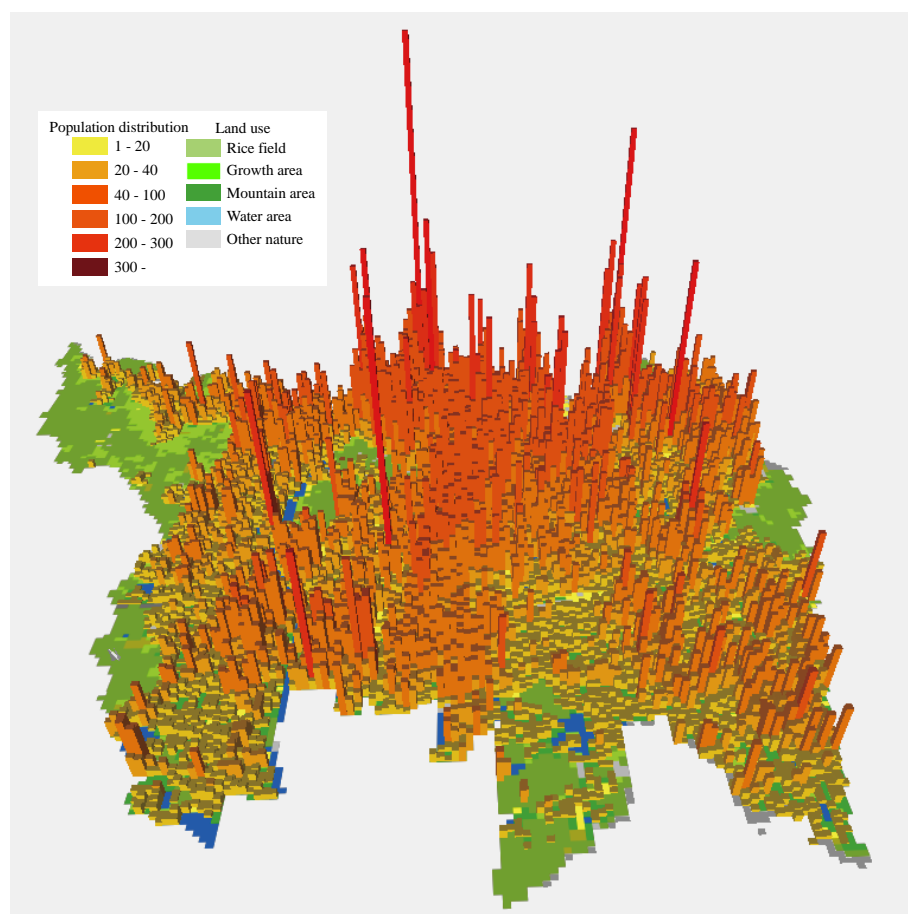 Population distribution
1 - 20
20 - 40
40 - 100
100 - 200
200 - 300
300 -
Land use
Rice field
Growth area
Mountain area
Water area
Other nature